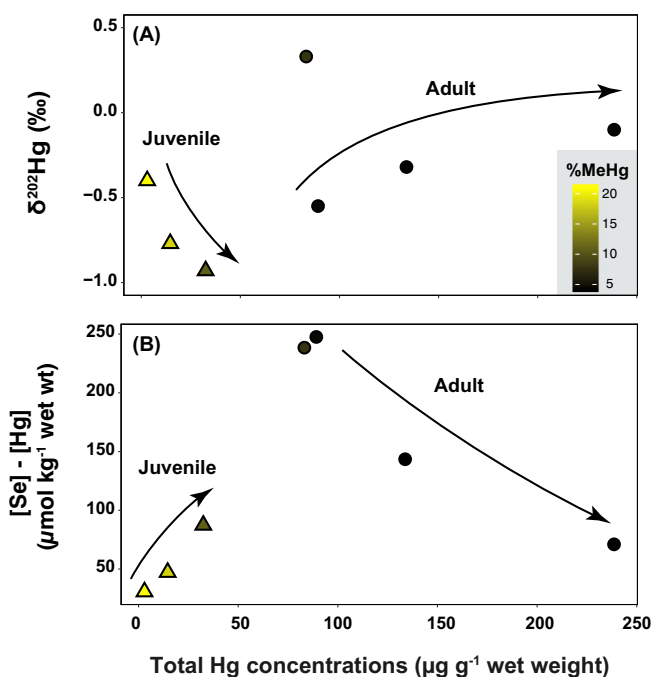 (A)
0.5
0.0
−0.5
−1.0
δ²⁰²Hg (‰)
Juvenile
Adult
%MeHg
20
15
10
5
(B)
250
200
150
100
50
[Se] - [Hg]
(µmol kg⁻¹ wet wt)
Juvenile
Adult
0
50
100
150
200
250
Total Hg concentrations (µg g⁻¹ wet weight)